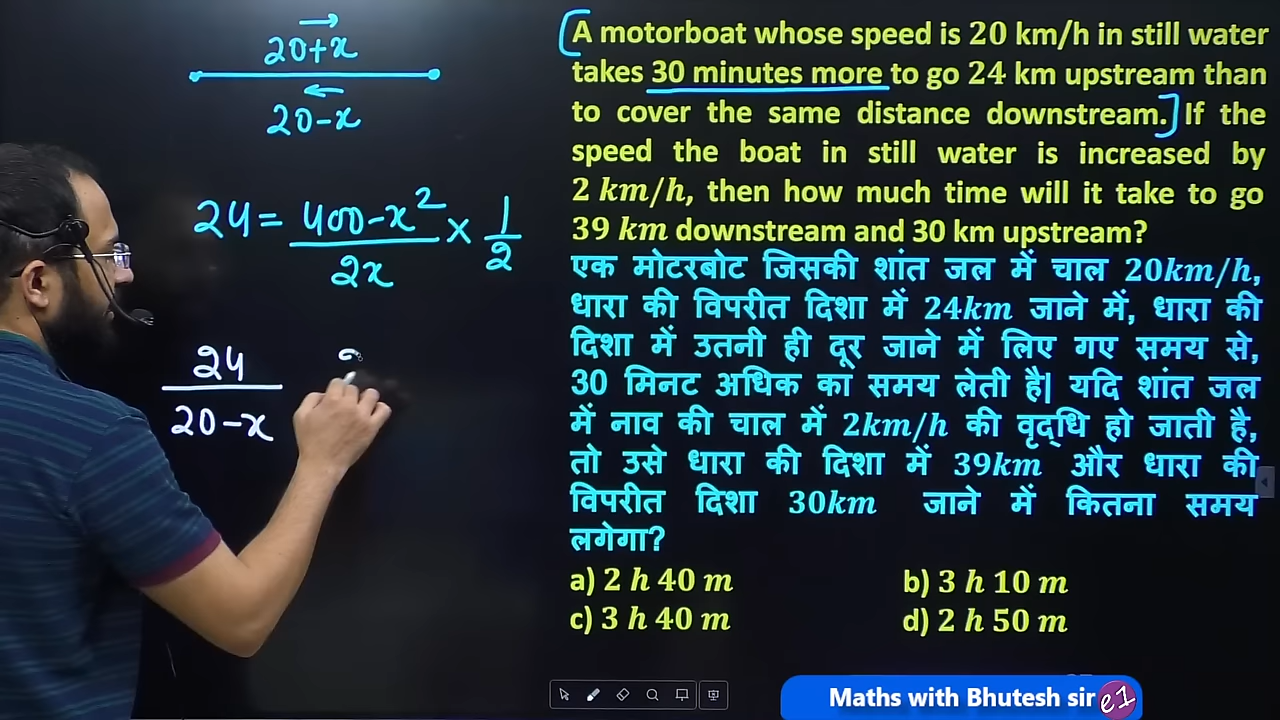 20+x
20-x
24 = 400-x² / 2x × 1/2
24 / 20-x
A motorboat whose speed is 20 km/h in still water
takes 30 minutes more to go 24 km upstream than
to cover the same distance downstream. If the
speed the boat in still water is increased by
2 km/h, then how much time will it take to go
39 km downstream and 30 km upstream?
एक मोटरबोट जिसकी शांत जल में चाल 20km/h,
धारा की विपरीत दिशा में 24km जाने में, धारा की
दिशा में उतनी ही दूर जाने में लिए गए समय से,
30 मिनट अधिक का समय लेती है| यदि शांत जल
में नाव की चाल में 2km/h की वृद्धि हो जाती है,
तो उसे धारा की दिशा में 39km और धारा की
विपरीत दिशा 30km जाने में कितना समय
लगेगा?
a) 2 h 40 m b) 3 h 10 m
c) 3 h 40 m d) 2 h 50 m
Maths with Bhutesh sir e1